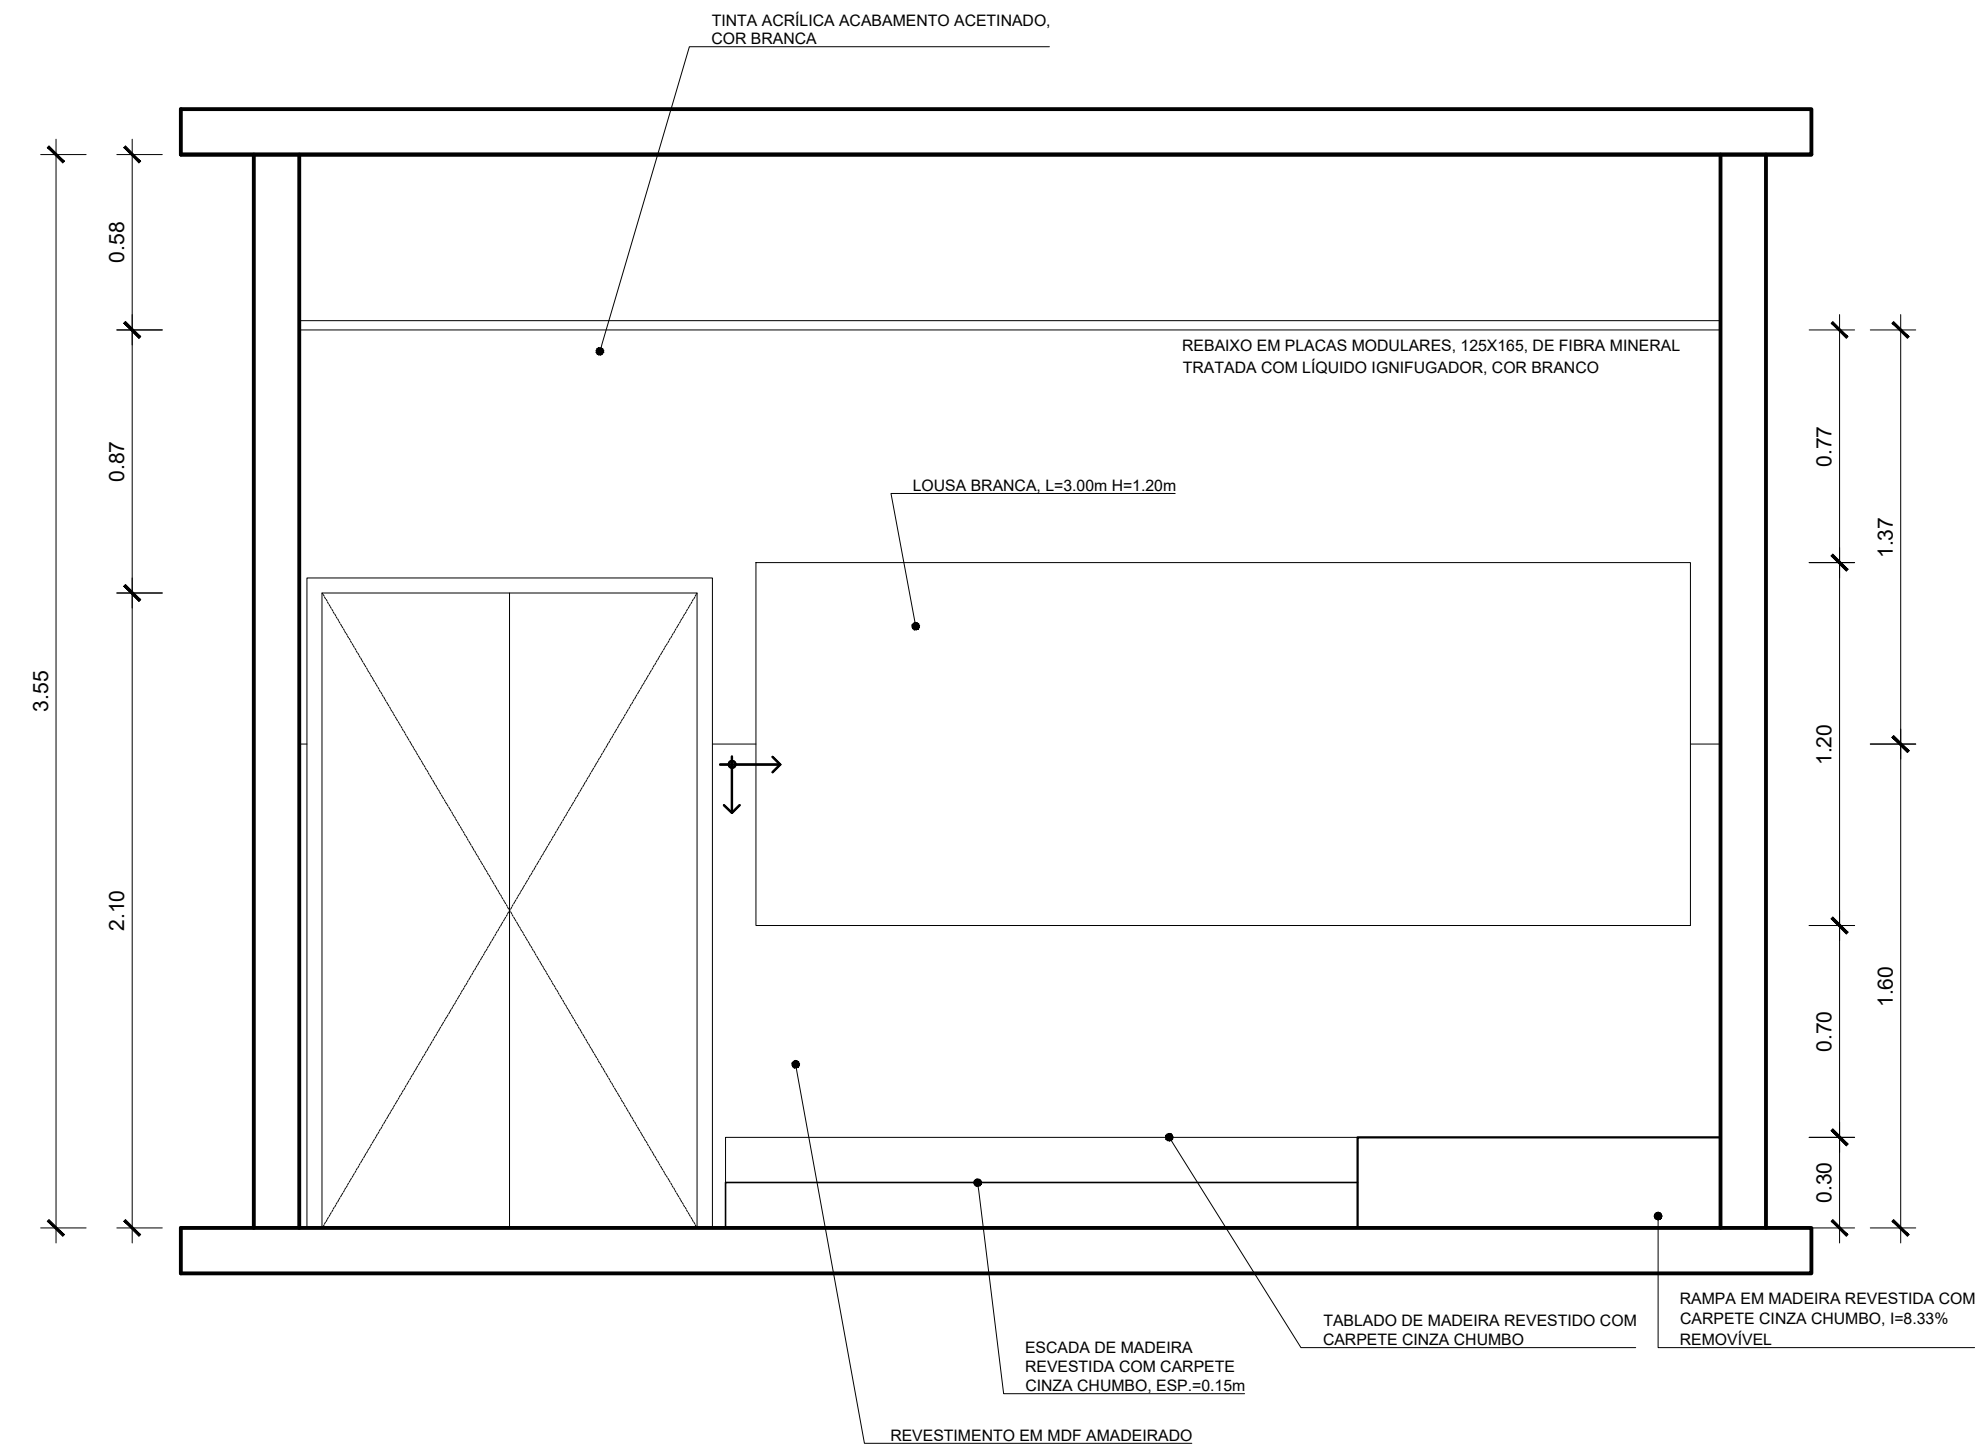 TINTA ACRÍLICA ACABAMENTO ACETINADO,
COR BRANCA
0.58
0.87
3.55
2.10
REBAIXO EM PLACAS MODULARES, 125X165, DE FIBRA MINERAL
TRATADA COM LÍQUIDO IGNIFUGADOR, COR BRANCO
LOUSA BRANCA, L=3.00m H=1.20m
0.77
1.37
1.20
1.60
0.70
0.30
RAMPA EM MADEIRA REVESTIDA COM
CARPETE CINZA CHUMBO, I=8.33%
REMOVÍVEL
TABLADO DE MADEIRA REVESTIDO COM
CARPETE CINZA CHUMBO
ESCADA DE MADEIRA
REVESTIDA COM CARPETE
CINZA CHUMBO, ESP.=0.15m
REVESTIMENTO EM MDF AMADEIRADO